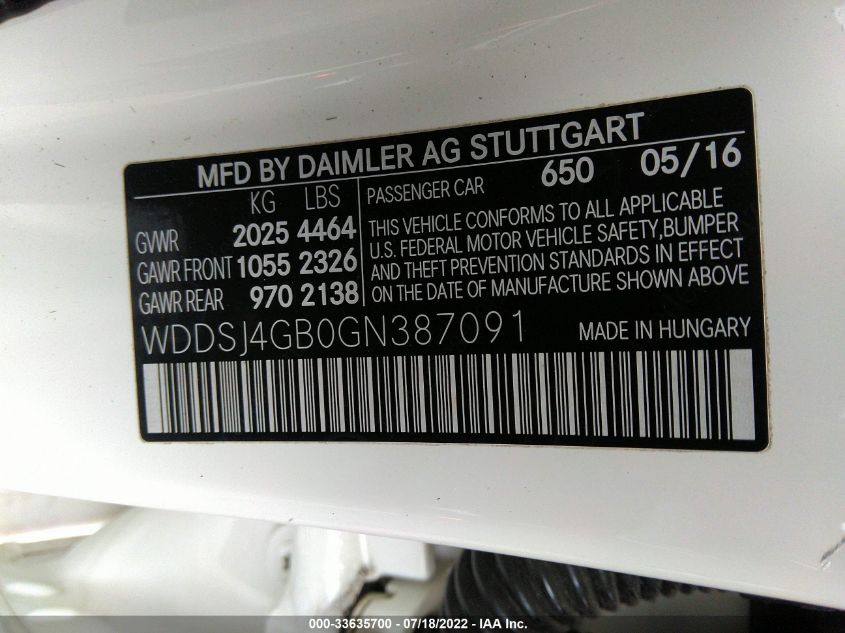 MFD BY DAIMLER AG STUTTGART
KG LBS
GVWR 2025 4464
GAWR FRONT 1055 2326
GAWR REAR 970 2138
PASSENGER CAR 650 05/16
THIS VEHICLE CONFORMS TO ALL APPLICABLE
U.S. FEDERAL MOTOR VEHICLE SAFETY,BUMPER
AND THEFT PREVENTION STANDARDS IN EFFECT
ON THE DATE OF MANUFACTURE SHOWN ABOVE
WDDSJ4GB0GN387091 MADE IN HUNGARY
000-33635700 - 07/18/2022 - IAA Inc.